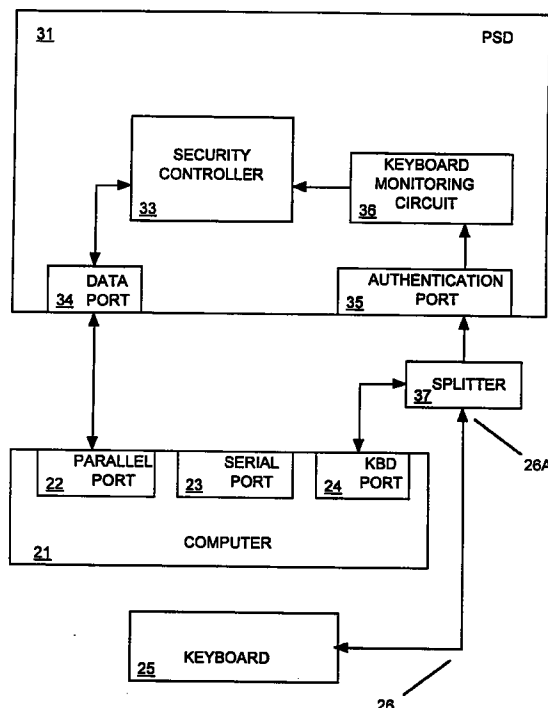 31
PSD
SECURITY
CONTROLLER
33
KEYBOARD
MONITORING
CIRCUIT
36
DATA
PORT
34
AUTHENTICATION
PORT
35
SPLITTER
37
26A
PARALLEL
PORT
22
SERIAL
PORT
23
KBD
PORT
24
COMPUTER
21
KEYBOARD
25
26